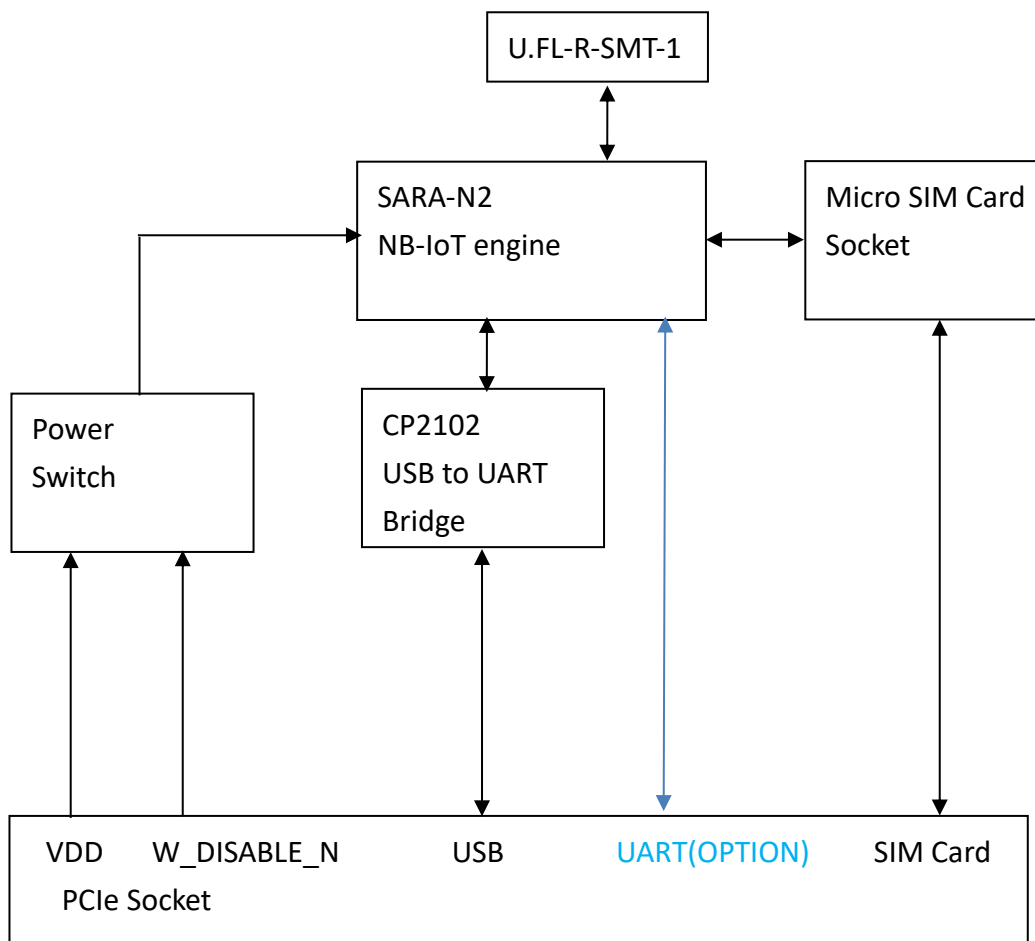 U.FL-R-SMT-1
SARA-N2
NB-IoT engine
Micro SIM Card
Socket
Power
Switch
CP2102
USB to UART
Bridge
VDD W_DISABLE_N USB UART(OPTION) SIM Card
PCIe Socket